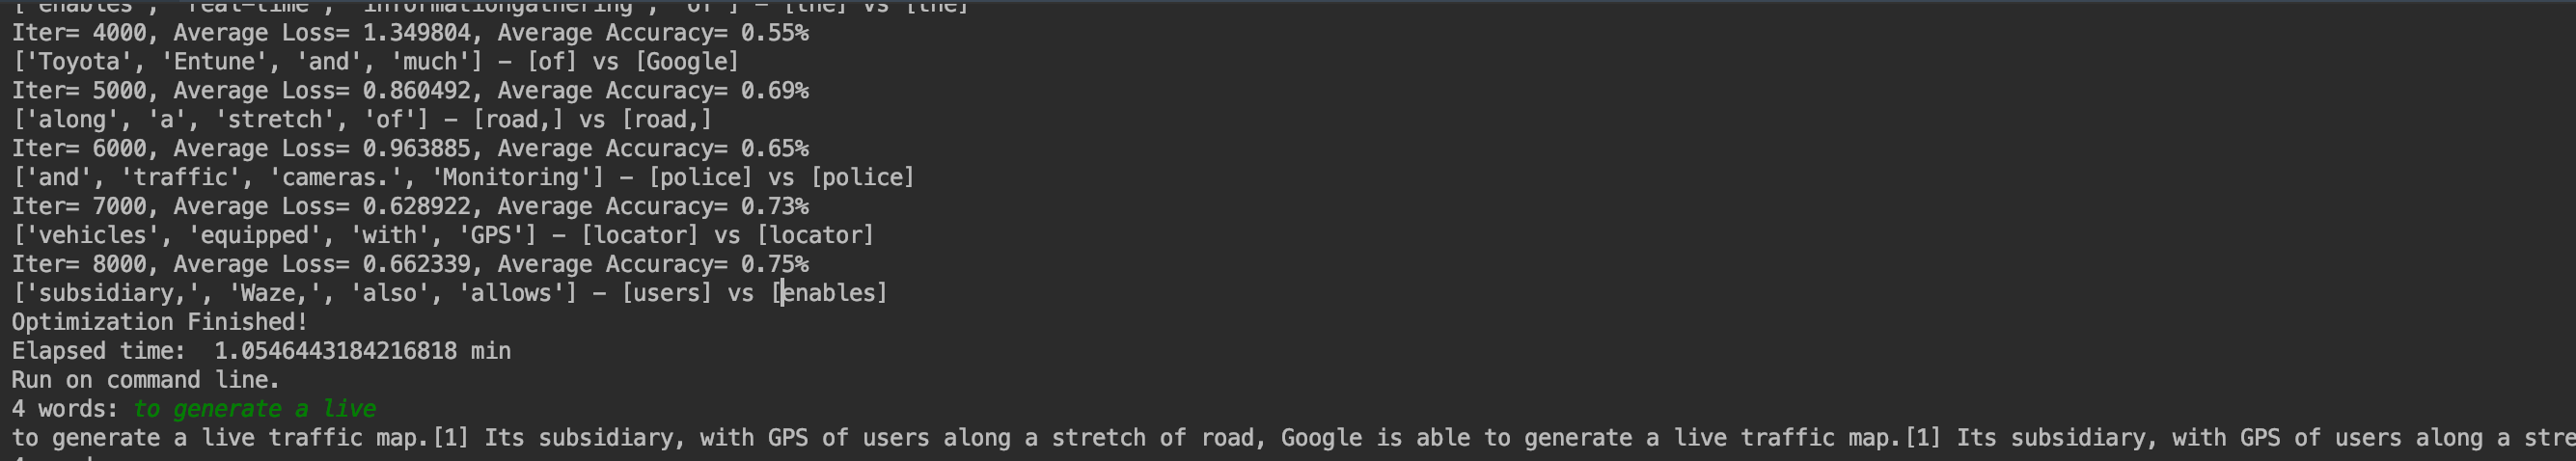 ['enables', 'real-time', 'informationgathering', 'of'] - [the] vs [the]
Iter= 4000, Average Loss= 1.349804, Average Accuracy= 0.55%
['Toyota', 'Entune', 'and', 'much'] - [of] vs [Google]
Iter= 5000, Average Loss= 0.860492, Average Accuracy= 0.69%
['along', 'a', 'stretch', 'of'] - [road,] vs [road,]
Iter= 6000, Average Loss= 0.963885, Average Accuracy= 0.65%
['and', 'traffic', 'cameras.', 'Monitoring'] - [police] vs [police]
Iter= 7000, Average Loss= 0.628922, Average Accuracy= 0.73%
['vehicles', 'equipped', 'with', 'GPS'] - [locator] vs [locator]
Iter= 8000, Average Loss= 0.662339, Average Accuracy= 0.75%
['subsidiary,', 'Waze,', 'also', 'allows'] - [users] vs [enables]
Optimization Finished!
Elapsed time:  1.0546443184216818 min
Run on command line.
4 words: to generate a live
to generate a live traffic map.[1] Its subsidiary, with GPS of users along a stretch of road, Google is able to generate a live traffic map.[1] Its subsidiary, with GPS of users along a stre